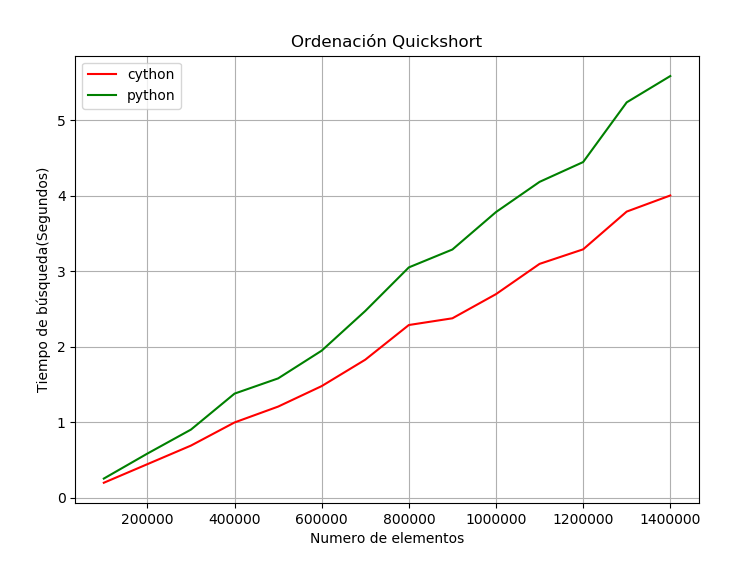 Ordenación Quickshort
cython
python
Tiempo de búsqueda(Segundos)
5
4
3
2
1
0
200000 400000 600000 800000 1000000 1200000 1400000
Numero de elementos